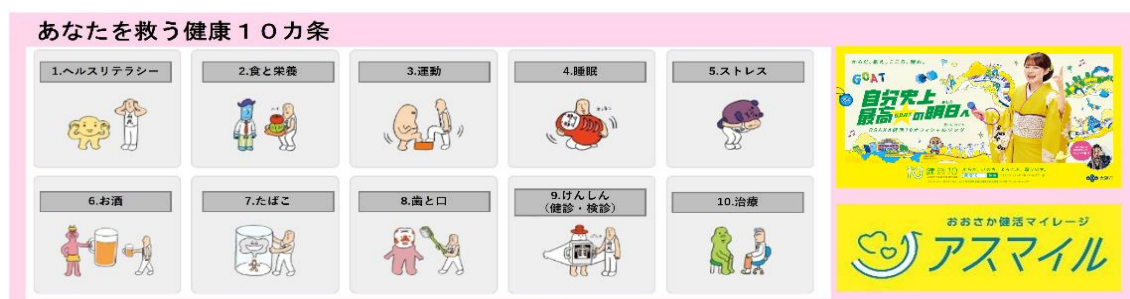 あなたを救う健康１０カ条
1.ヘルスリテラシー
2.食と栄養
3.運動
4.睡眠
5.ストレス
6.お酒
7.たばこ
8.歯と口
9.けんしん
（健診・検診）
10.治療
GOAT
自分史上
最高の明日へ
おおさか健活マイレージ
アスマイル